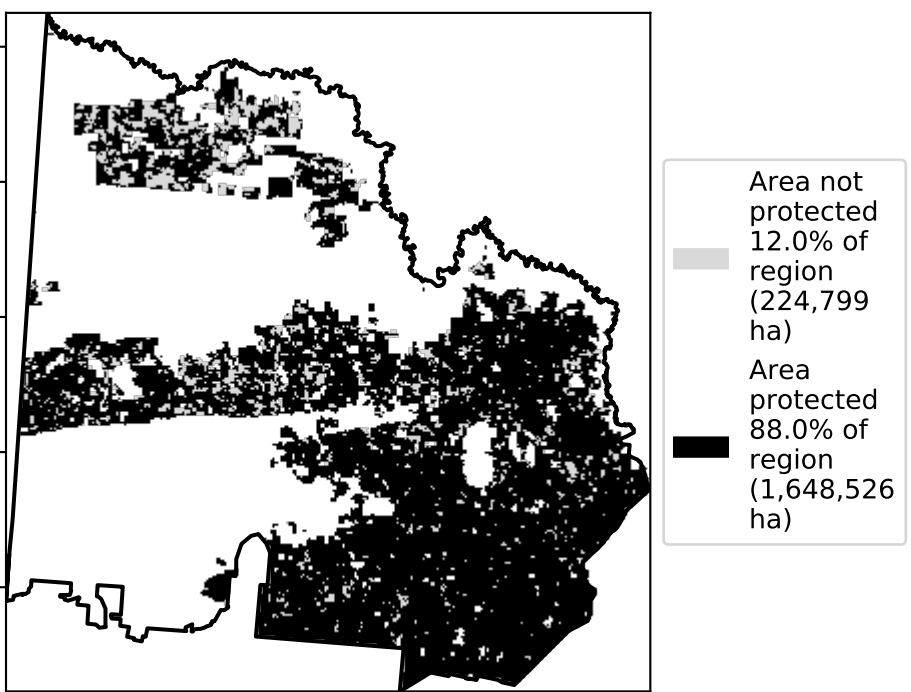 Area not
protected
12.0% of
region
(224,799
ha)
Area
protected
88.0% of
region
(1,648,526
ha)